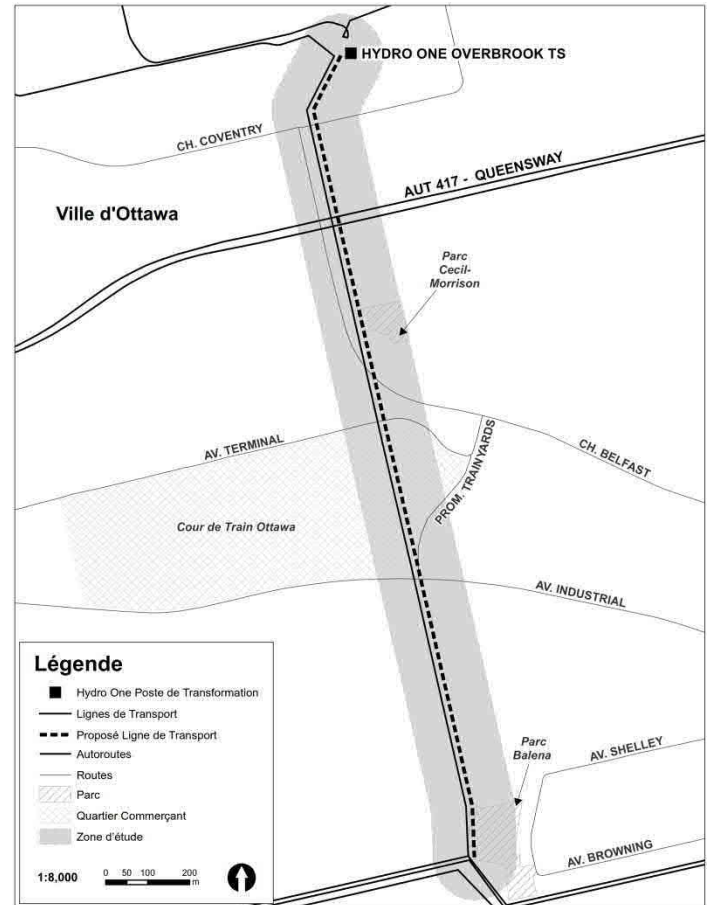 HYDRO ONE OVERBROOK TS
CH. COVENTRY
AUT 417 - QUEENSWAY
Ville d'Ottawa
Parc
Cecil-
Morrison
AV. TERMINAL
PROM. TRAINYARDS
CH. BELFAST
Cour de Train Ottawa
AV. INDUSTRIAL
Légende
Hydro One Poste de Transformation
Lignes de Transport
Proposé Ligne de Transport
Autoroutes
Routes
Parc
Quartier Commerçant
Zone d'étude
1:8,000
0 50 100 200
m
Parc
Balena
AV. SHELLEY
AV. BROWNING